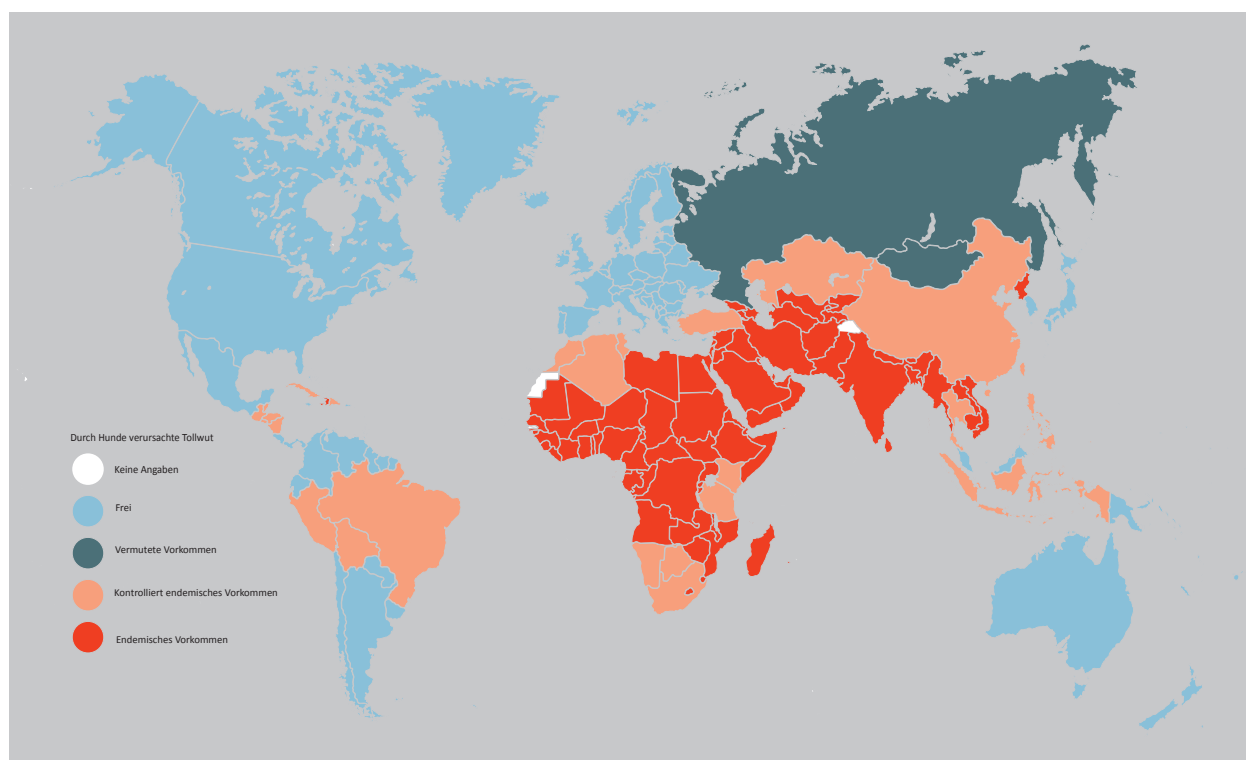 Durch Hunde verursachte Tollwut
Keine Angaben
Frei
Vermutete Vorkommen
Kontrolliert endemisches Vorkommen
Endemisches Vorkommen